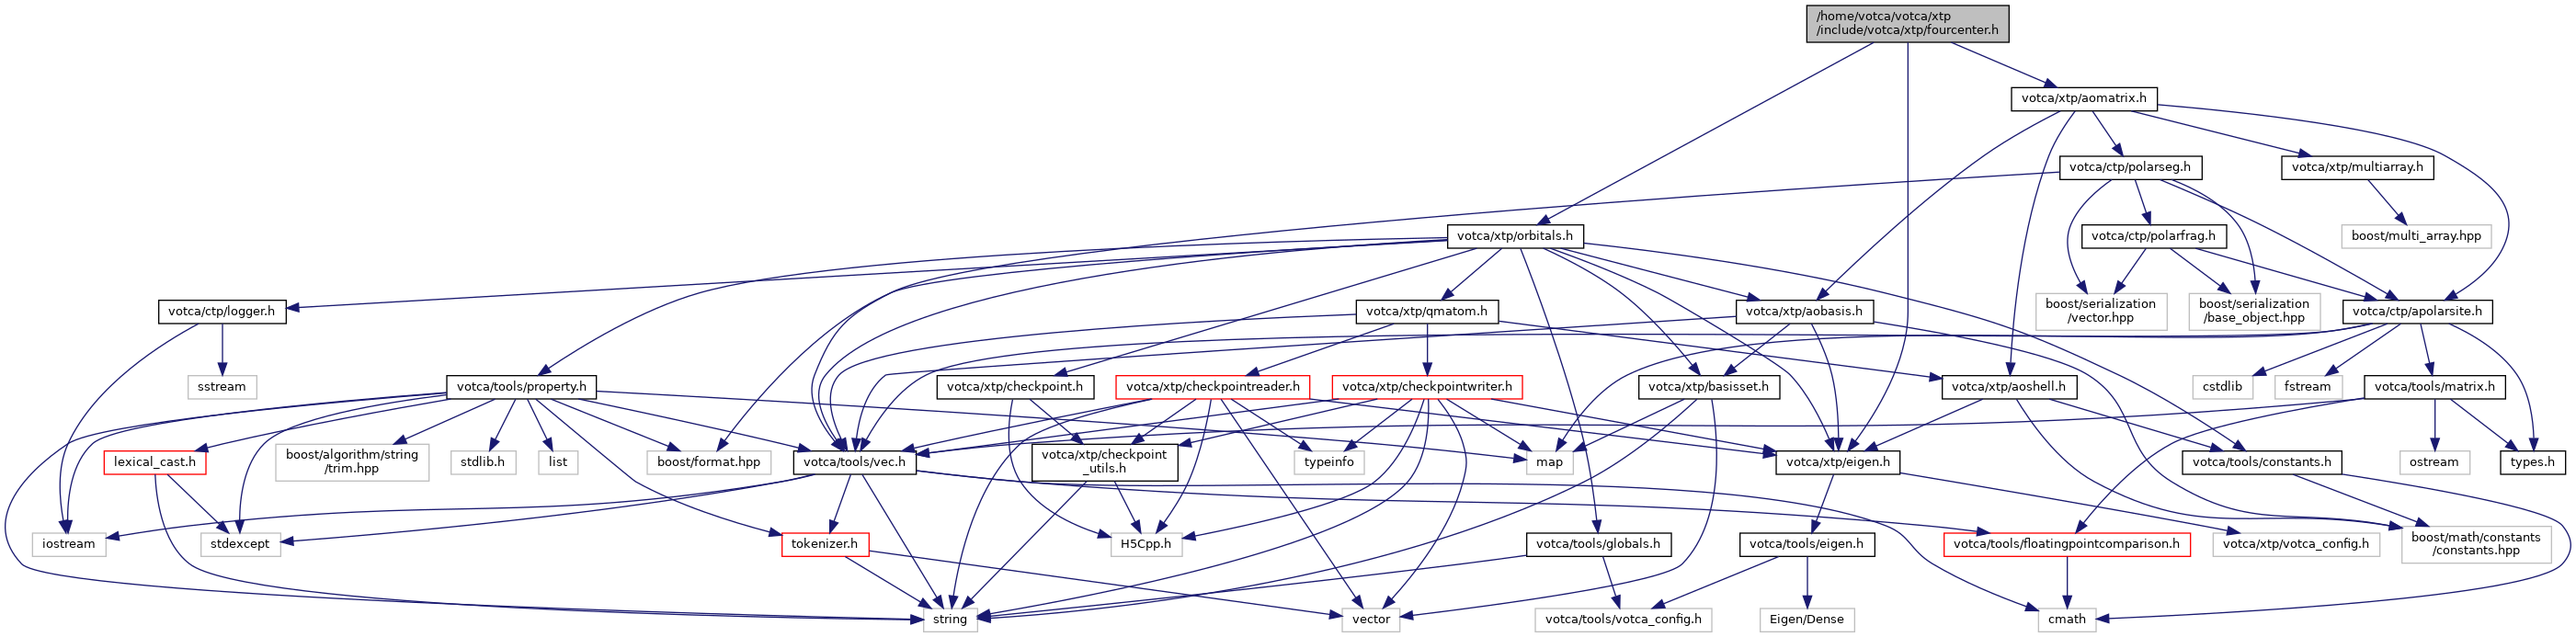 /home/votca/votca/xtp
/include/votca/xtp/fourcenter.h
votca/xtp/aomatrix.h
votca/ctp/polarseg.h
votca/xtp/multiarray.h
votca/xtp/orbitals.h
votca/ctp/polarfrag.h
boost/multi_array.hpp
votca/ctp/logger.h
votca/xtp/qmatom.h
votca/xtp/aobasis.h
boost/serialization
/vector.hpp
boost/serialization
/base_object.hpp
votca/ctp/apolarsite.h
sstream
votca/tools/property.h
votca/xtp/checkpoint.h
votca/xtp/checkpointreader.h
votca/xtp/checkpointwriter.h
votca/xtp/basisset.h
votca/xtp/aoshell.h
cstdlib
fstream
votca/tools/matrix.h
lexical_cast.h
boost/algorithm/string
/trim.hpp
stdlib.h
list
boost/format.hpp
votca/tools/vec.h
votca/xtp/checkpoint
_utils.h
typeinfo
map
votca/xtp/eigen.h
votca/tools/constants.h
ostream
types.h
iostream
stdexcept
tokenizer.h
H5Cpp.h
votca/tools/globals.h
votca/tools/eigen.h
votca/tools/floatingpointcomparison.h
votca/xtp/votca_config.h
boost/math/constants
/constants.hpp
string
vector
votca/tools/votca_config.h
Eigen/Dense
cmath